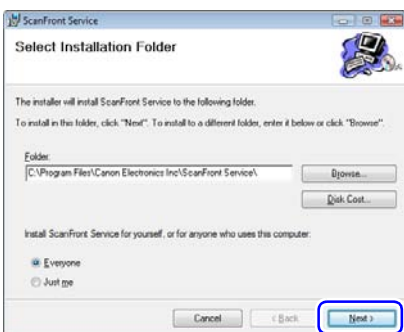 ScanFront Service
Select Installation Folder
The installer will install ScanFront Service to the following folder.
To install in this folder, click "Next". To install to a different folder, enter it below or click "Browse".
Folder:
C:\Program Files\Canon Electronics Inc\ScanFront Service\
Browse...
Disk Cost...
Install ScanFront Service for yourself, or for anyone who uses this computer:
Everyone
Just me
Cancel
< Back
Next >